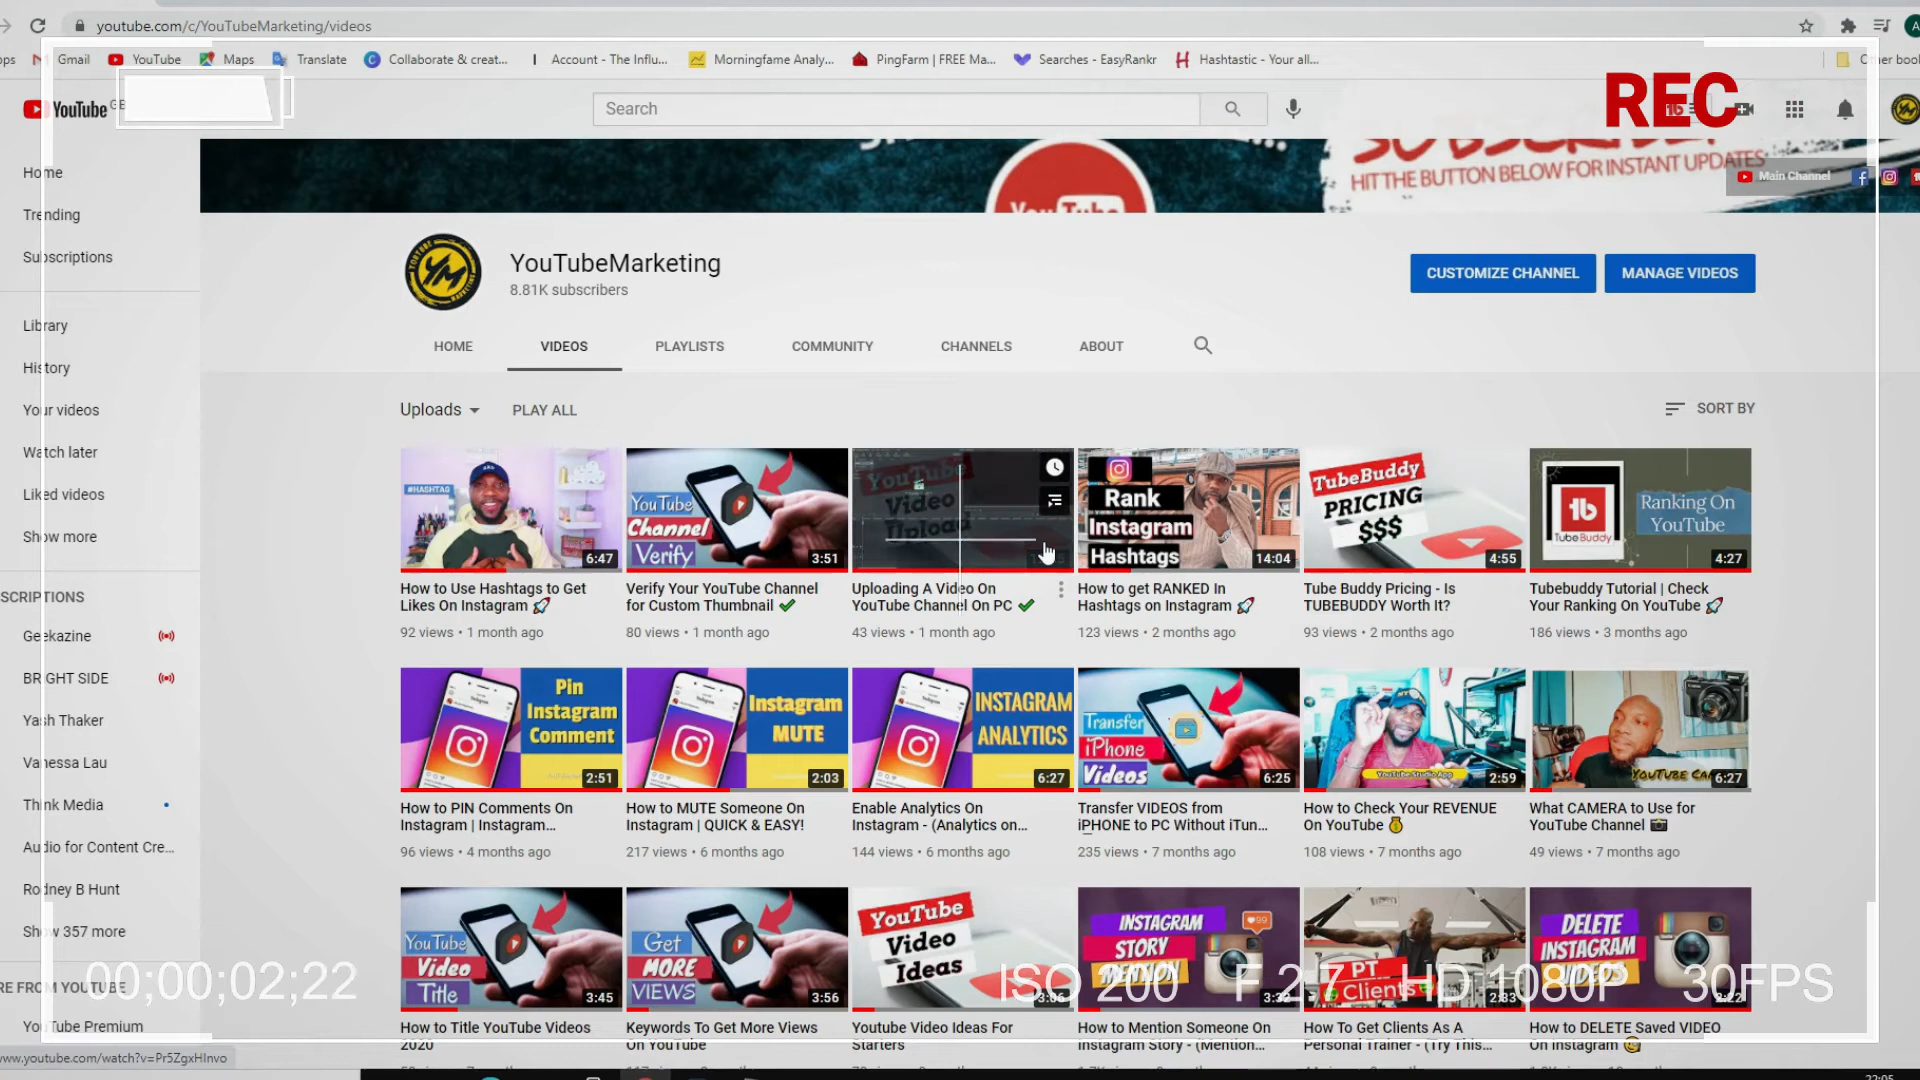 youtube.com/c/YouTubeMarketing/videos
Gmail YouTube Maps Translate Collaborate & creat... Account - The Influ... Morningfame Analy... PingFarm | FREE Ma... Searches - EasyRankr Hashtastic - Your all...
YouTube
Search
REC
HIT THE BUTTON BELOW FOR INSTANT UPDATES
Main Channel
Home
Trending
Subscriptions
Library
History
Your videos
Watch later
Liked videos
Show more
Geekazine
BRIGHT SIDE
Yash Thaker
Vanessa Lau
Think Media
Audio for Content Cre...
Rodney B Hunt
Show 357 more
YouTube Premium
YouTubeMarketing
8.81K subscribers
CUSTOMIZE CHANNEL MANAGE VIDEOS
HOME VIDEOS PLAYLISTS COMMUNITY CHANNELS ABOUT
Uploads PLAY ALL SORT BY
#HASHTAG
6:47
How to Use Hashtags to Get
Likes On Instagram 🚀
92 views • 1 month ago
YouTube
Channel
Verify
3:51
Verify Your YouTube Channel
for Custom Thumbnail ✔
80 views • 1 month ago
YouTube
Video
Upload
Uploading A Video On
YouTube Channel On PC ✔
43 views • 1 month ago
Rank
Instagram
Hashtags
14:04
How to get RANKED In
Hashtags on Instagram 🚀
123 views • 2 months ago
TubeBuddy
PRICING
$$$
4:55
Tube Buddy Pricing - Is
TUBEBUDDY Worth It?
93 views • 2 months ago
TubeBuddy
Ranking On
YouTube
4:27
Tubebuddy Tutorial | Check
Your Ranking On YouTube 🚀
186 views • 3 months ago
Pin
Instagram
Comment
2:51
How to PIN Comments On
Instagram | Instagram...
96 views • 4 months ago
Instagram
MUTE
2:03
How to MUTE Someone On
Instagram | QUICK & EASY!
217 views • 6 months ago
INSTAGRAM
ANALYTICS
6:27
Enable Analytics On
Instagram - (Analytics on...
144 views • 6 months ago
Transfer
iPhone
Videos
6:25
Transfer VIDEOS from
iPHONE to PC Without iTun...
235 views • 7 months ago
YouTube Studio App
2:59
How to Check Your REVENUE
On YouTube 💰
108 views • 7 months ago
6:27
What CAMERA to Use for
YouTube Channel 📷
49 views • 7 months ago
YouTube
Video
Title
3:45
How to Title YouTube Videos
2020
Get
MORE
VIEWS
3:56
Keywords To Get More Views
On YouTube
YouTube
Video
Ideas
Youtube Video Ideas For
Starters
INSTAGRAM
STORY
MENTION
How to Mention Someone On
Instagram Story - (Mention...
PT
Clients
How To Get Clients As A
Personal Trainer - (Try This...
DELETE
INSTAGRAM
VIDEOS
How to DELETE Saved VIDEO
On Instagram
00;00;02;22 ISO 200 F 2.7 HD 1080P 30FPS